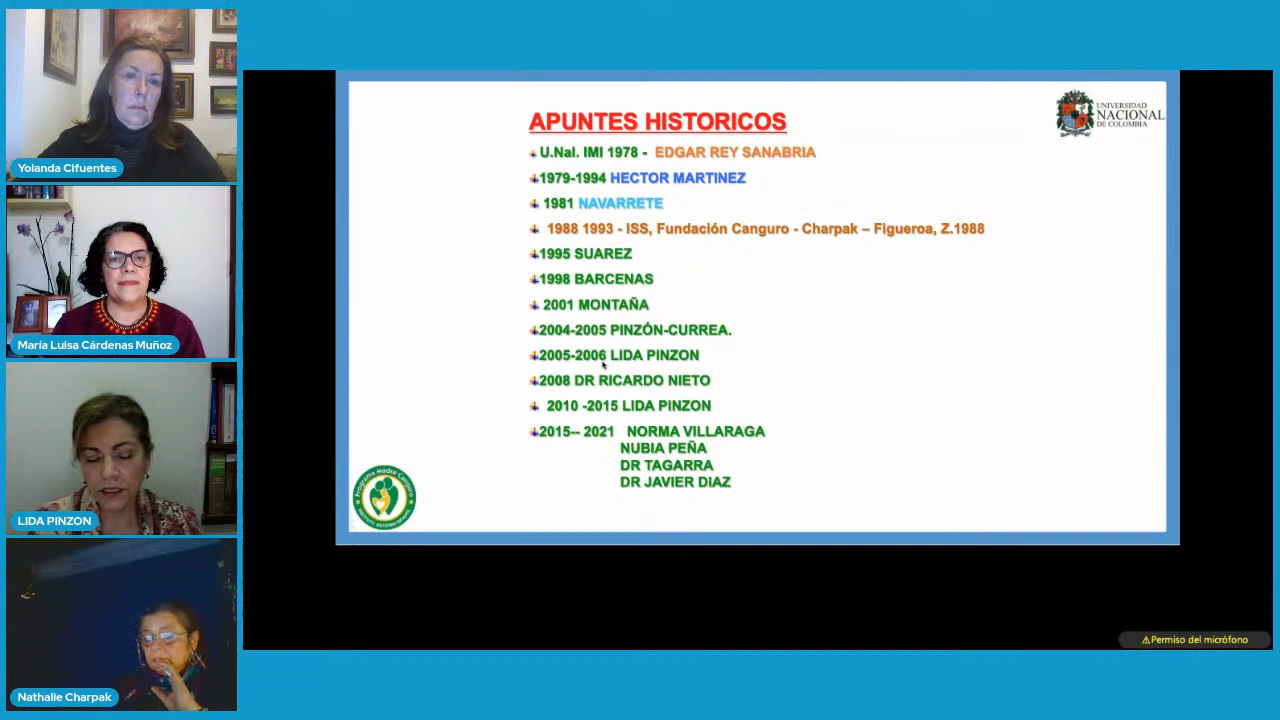 Yolanda Cifuentes
María Luisa Cárdenas Muñoz
LIDA PINZON
Nathalie Charpak
APUNTES HISTORICOS
U.Nal. IMI 1978 - EDGAR REY SANABRIA
1979-1994 HECTOR MARTINEZ
1981 NAVARRETE
1988 1993 - ISS, Fundación Canguro - Charpak – Figueroa, Z.1988
1995 SUAREZ
1998 BARCENAS
2001 MONTAÑA
2004-2005 PINZÓN-CURREA.
2005-2006 LIDA PINZON
2008 DR RICARDO NIETO
2010 -2015 LIDA PINZON
2015-- 2021 NORMA VILLARAGA
NUBIA PEÑA
DR TAGARRA
DR JAVIER DIAZ
UNIVERSIDAD
NACIONAL
DE COLOMBIA
Programa Madre Canguro
INSTITUTO MATERNO INFANTIL
⚠Permiso del micrófono